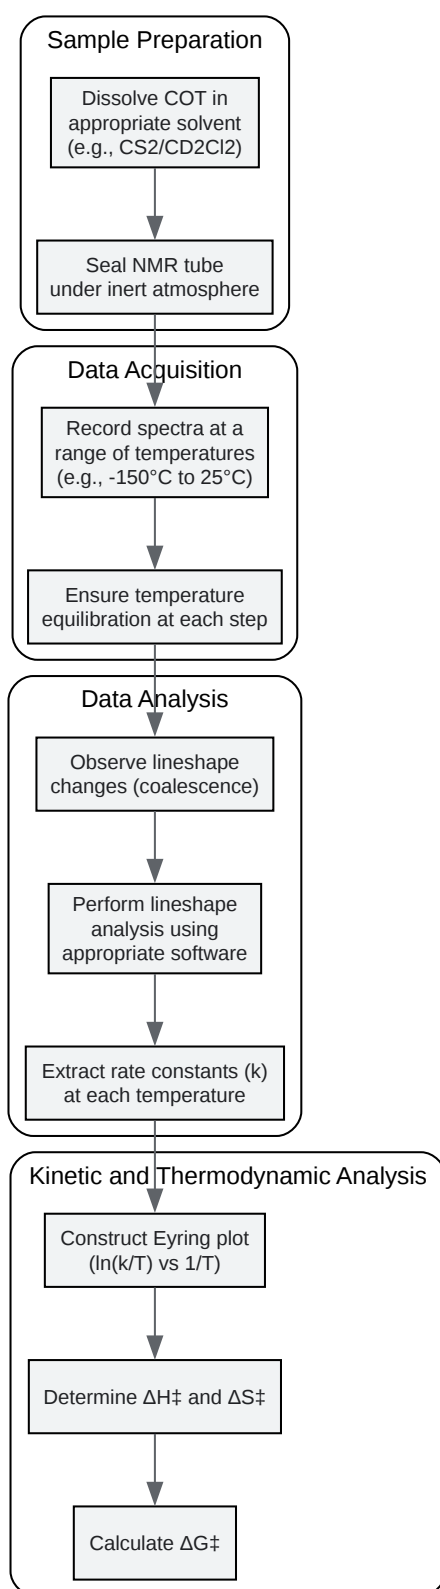 Sample Preparation
Dissolve COT in
appropriate solvent
(e.g., CS2/CD2Cl2)
Seal NMR tube
under inert atmosphere
Data Acquisition
Record spectra at a
range of temperatures
(e.g., -150°C to 25°C)
Ensure temperature
equilibration at each step
Data Analysis
Observe lineshape
changes (coalescence)
Perform lineshape
analysis using
appropriate software
Extract rate constants (k)
at each temperature
Kinetic and Thermodynamic Analysis
Construct Eyring plot
(ln(k/T) vs 1/T)
Determine ΔH‡ and ΔS‡
Calculate ΔG‡